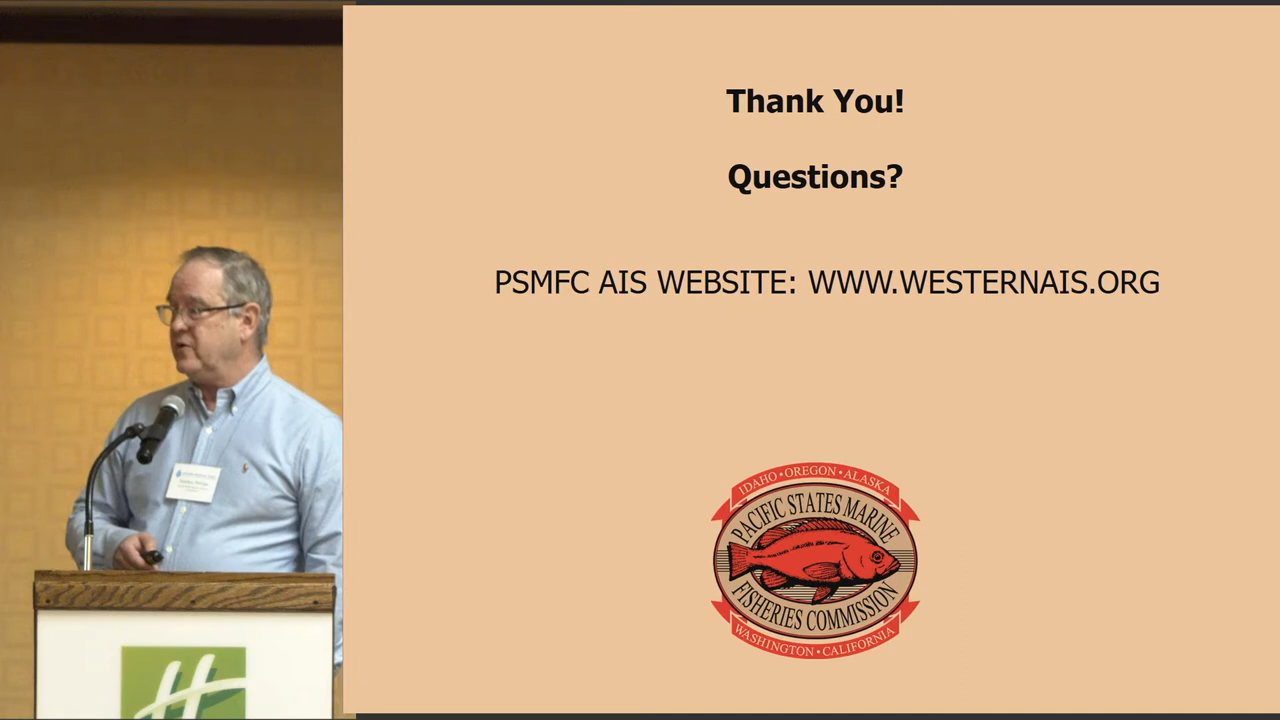 Thank You!
Questions?
PSMFC AIS WEBSITE: WWW.WESTERNAIS.ORG
IDAHO • OREGON • ALASKA
PACIFIC STATES MARINE
FISHERIES COMMISSION
WASHINGTON • CALIFORNIA
H